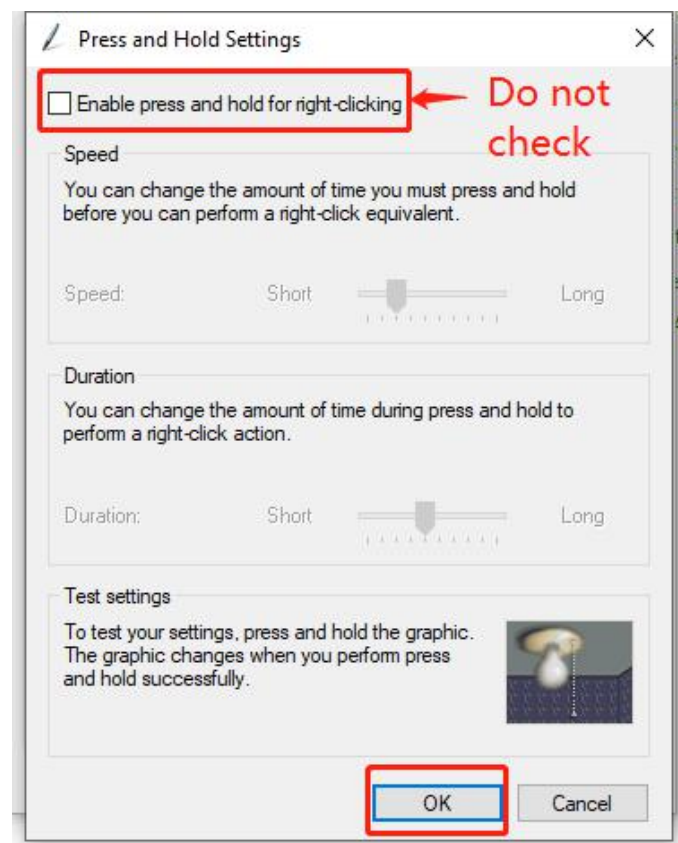 Press and Hold Settings
Enable press and hold for right-clicking
Do not
check
Speed
You can change the amount of time you must press and hold
before you can perform a right-click equivalent.
Speed: Short Long
Duration
You can change the amount of time during press and hold to
perform a right-click action.
Duration: Short Long
Test settings
To test your settings, press and hold the graphic.
The graphic changes when you perform press
and hold successfully.
OK Cancel